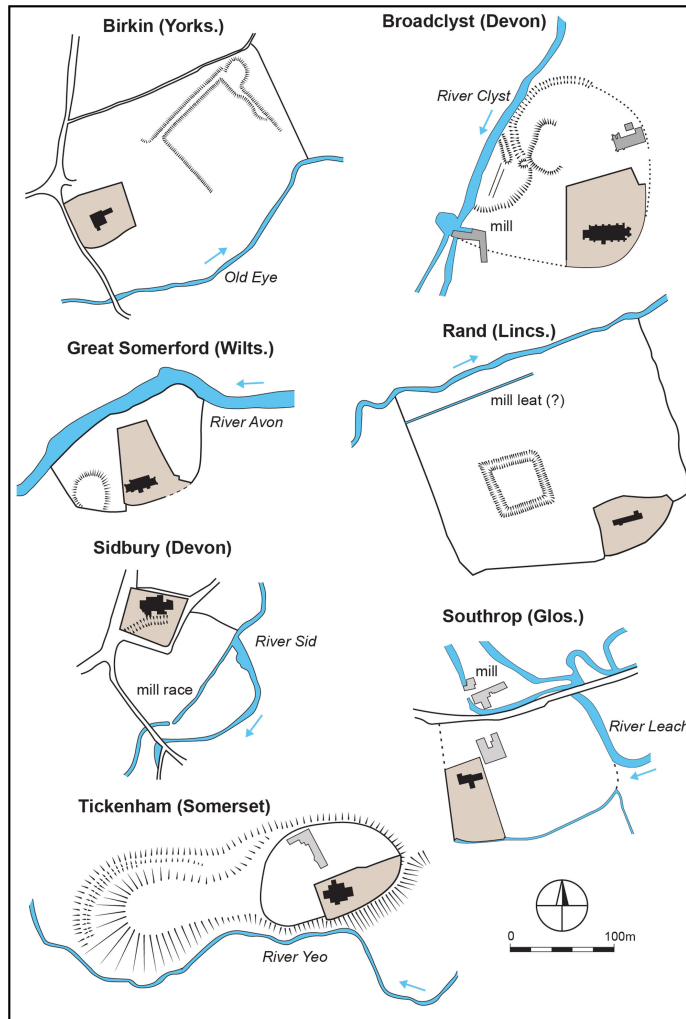 Birkin (Yorks.)
Old Eye
Broadclyst (Devon)
River Clyst
mill
Great Somerford (Wilts.)
River Avon
Rand (Lincs.)
mill leat (?)
Sidbury (Devon)
River Sid
mill race
Southrop (Glos.)
mill
River Leach
Tickenham (Somerset)
River Yeo
0 100m